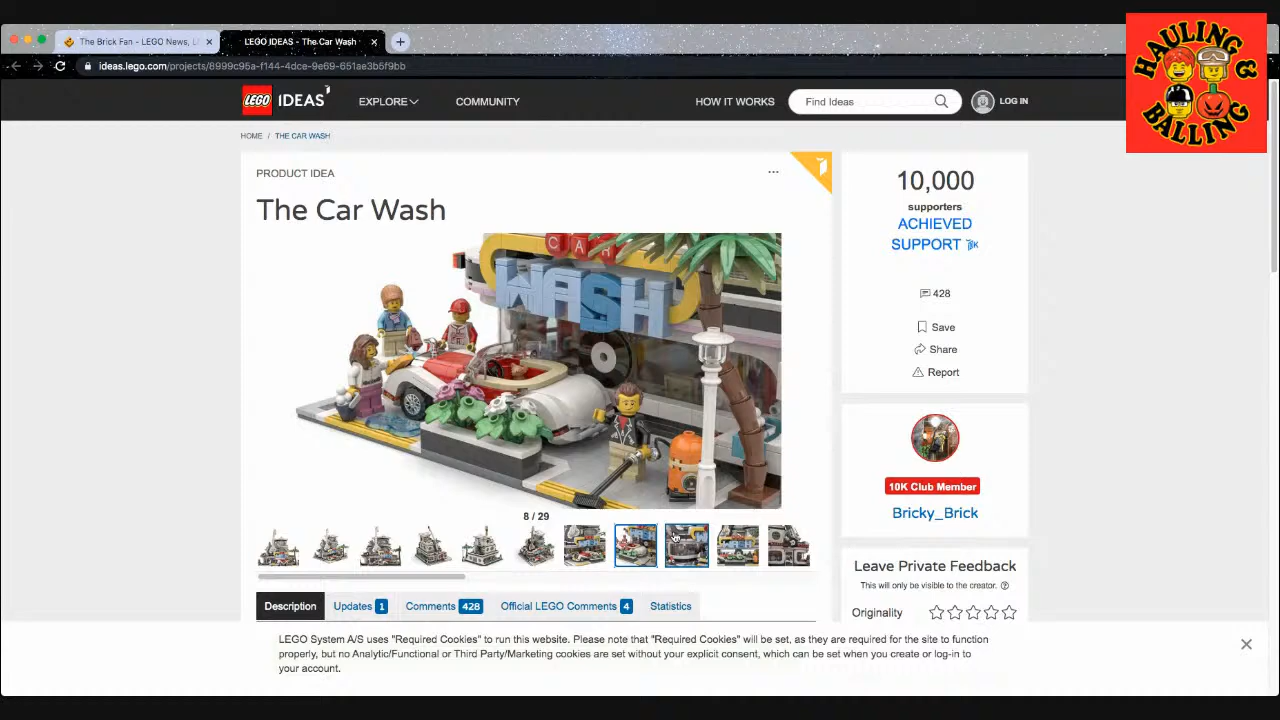 The Brick Fan - LEGO News, L
LEGO IDEAS - The Car Wash
ideas.lego.com/projects/8999c95a-f144-4dce-9e69-651ae3b5f9bb
HAULING &
BALLING
LEGO IDEAS
EXPLORE
COMMUNITY
HOW IT WORKS
Find Ideas
LOG IN
HOME / THE CAR WASH
PRODUCT IDEA
...
The Car Wash
CAR
WASH
8 / 29
10,000
supporters
ACHIEVED
SUPPORT 10K
428
Save
Share
Report
10K Club Member
Bricky_Brick
Leave Private Feedback
This will only be visible to the creator.
Originality
Description
Updates 1
Comments 428
Official LEGO Comments 4
Statistics
LEGO System A/S uses "Required Cookies" to run this website. Please note that "Required Cookies" will be set, as they are required for the site to function
properly, but no Analytic/Functional or Third Party/Marketing cookies are set without your explicit consent, which can be set when you create or log-in to
your account.